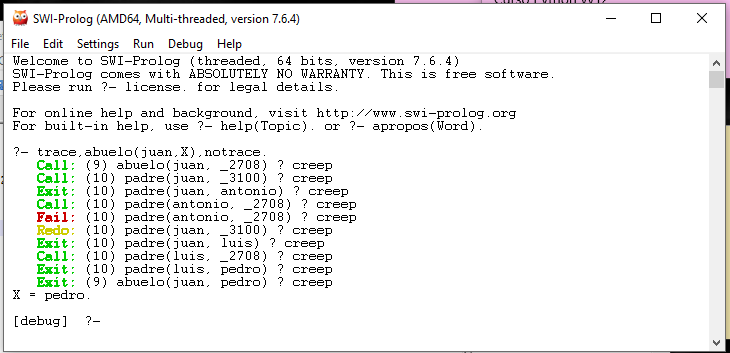 SWI-Prolog (AMD64, Multi-threaded, version 7.6.4)
File Edit Settings Run Debug Help
Welcome to SWI-Prolog (threaded, 64 bits, version 7.6.4)
SWI-Prolog comes with ABSOLUTELY NO WARRANTY. This is free software.
Please run ?- license. for legal details.
For online help and background, visit http://www.swi-prolog.org
For built-in help, use ?- help(Topic). or ?- apropos(Word).
?- trace,abuelo(juan,X),notrace.
Call: (9) abuelo(juan, _2708) ? creep
Call: (10) padre(juan, _3100) ? creep
Exit: (10) padre(juan, antonio) ? creep
Call: (10) padre(antonio, _2708) ? creep
Fail: (10) padre(antonio, _2708) ? creep
Redo: (10) padre(juan, _3100) ? creep
Exit: (10) padre(juan, luis) ? creep
Call: (10) padre(luis, _2708) ? creep
Exit: (10) padre(luis, pedro) ? creep
Exit: (9) abuelo(juan, pedro) ? creep
X = pedro.
[debug] ?-